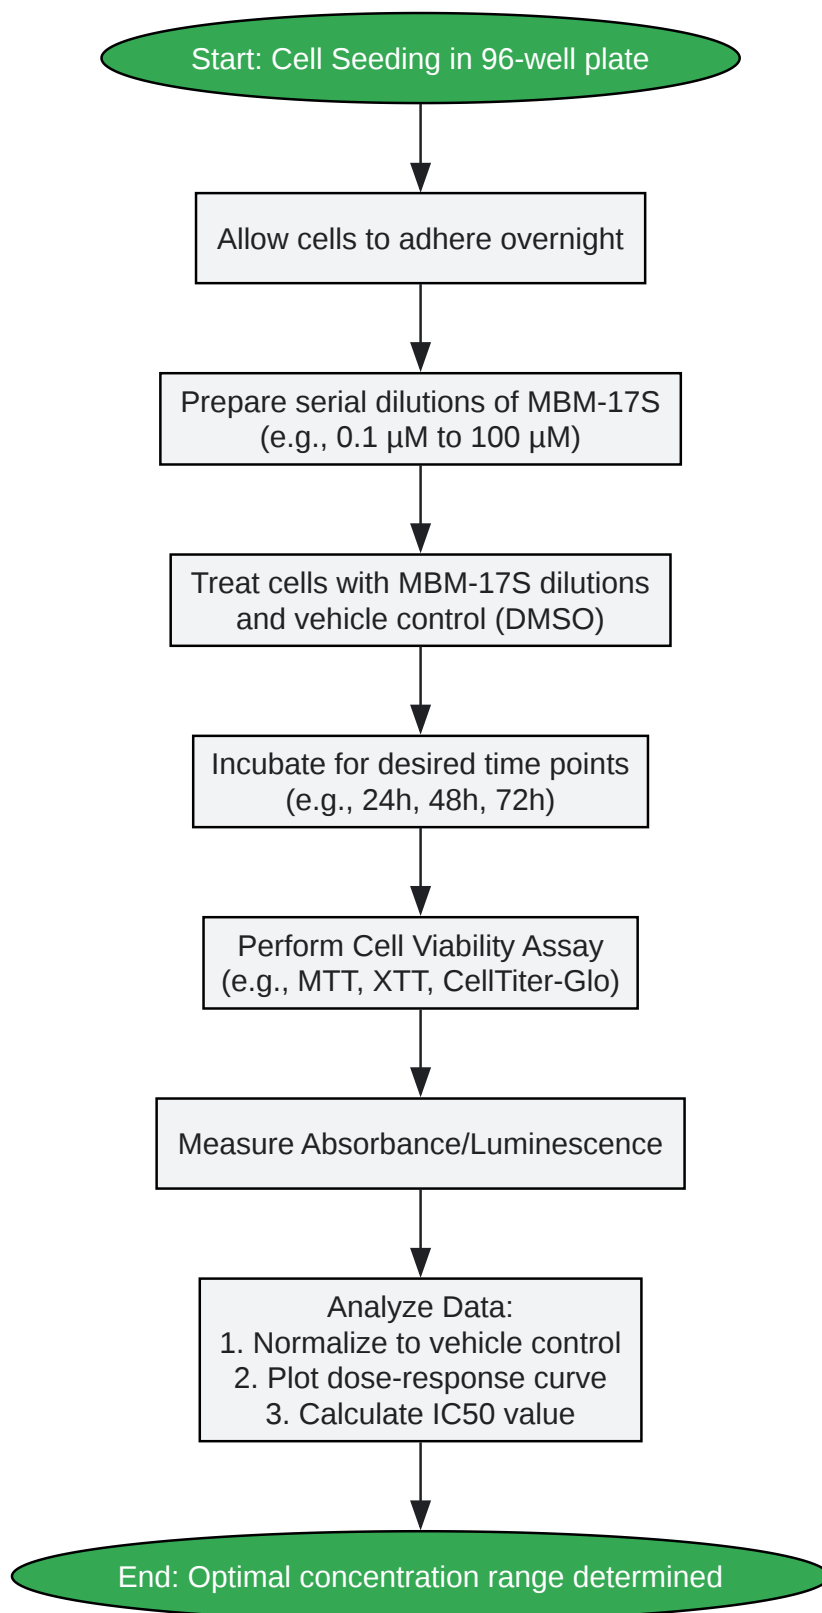 Start: Cell Seeding in 96-well plate
Allow cells to adhere overnight
Prepare serial dilutions of MBM-17S
(e.g., 0.1 µM to 100 µM)
Treat cells with MBM-17S dilutions
and vehicle control (DMSO)
Incubate for desired time points
(e.g., 24h, 48h, 72h)
Perform Cell Viability Assay
(e.g., MTT, XTT, CellTiter-Glo)
Measure Absorbance/Luminescence
Analyze Data:
1. Normalize to vehicle control
2. Plot dose-response curve
3. Calculate IC50 value
End: Optimal concentration range determined